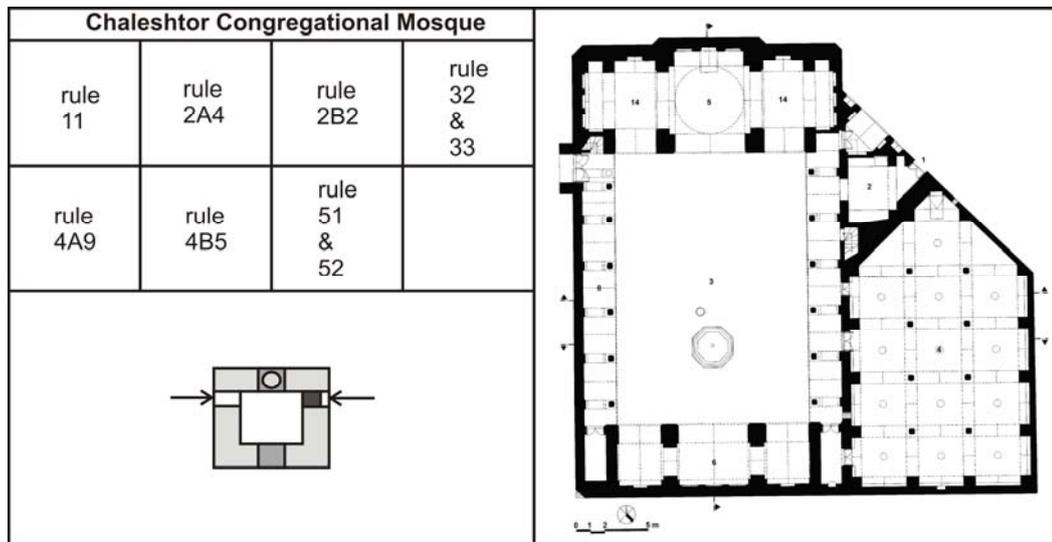 Chaleshtor Congregational Mosque
rule
11
rule
2A4
rule
2B2
rule
32
&
33
rule
4A9
rule
4B5
rule
51
&
52
14
5
14
1
2
3
8
4
6
0 1 2 5 m